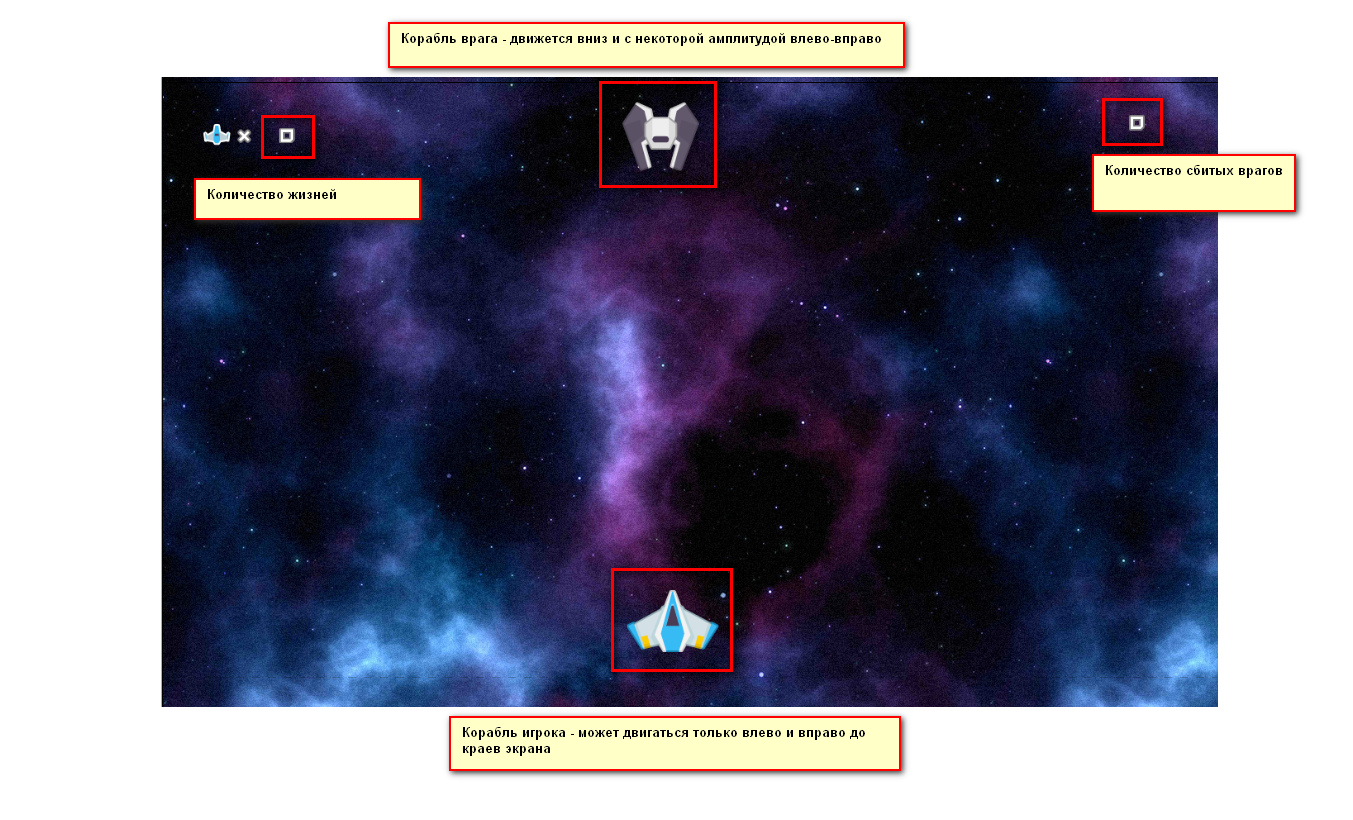 Корабль врага - движется вниз и с некоторой амплитудой влево-вправо
Количество жизней
Количество сбитых врагов
Корабль игрока - может двигаться только влево и вправо до
краев экрана